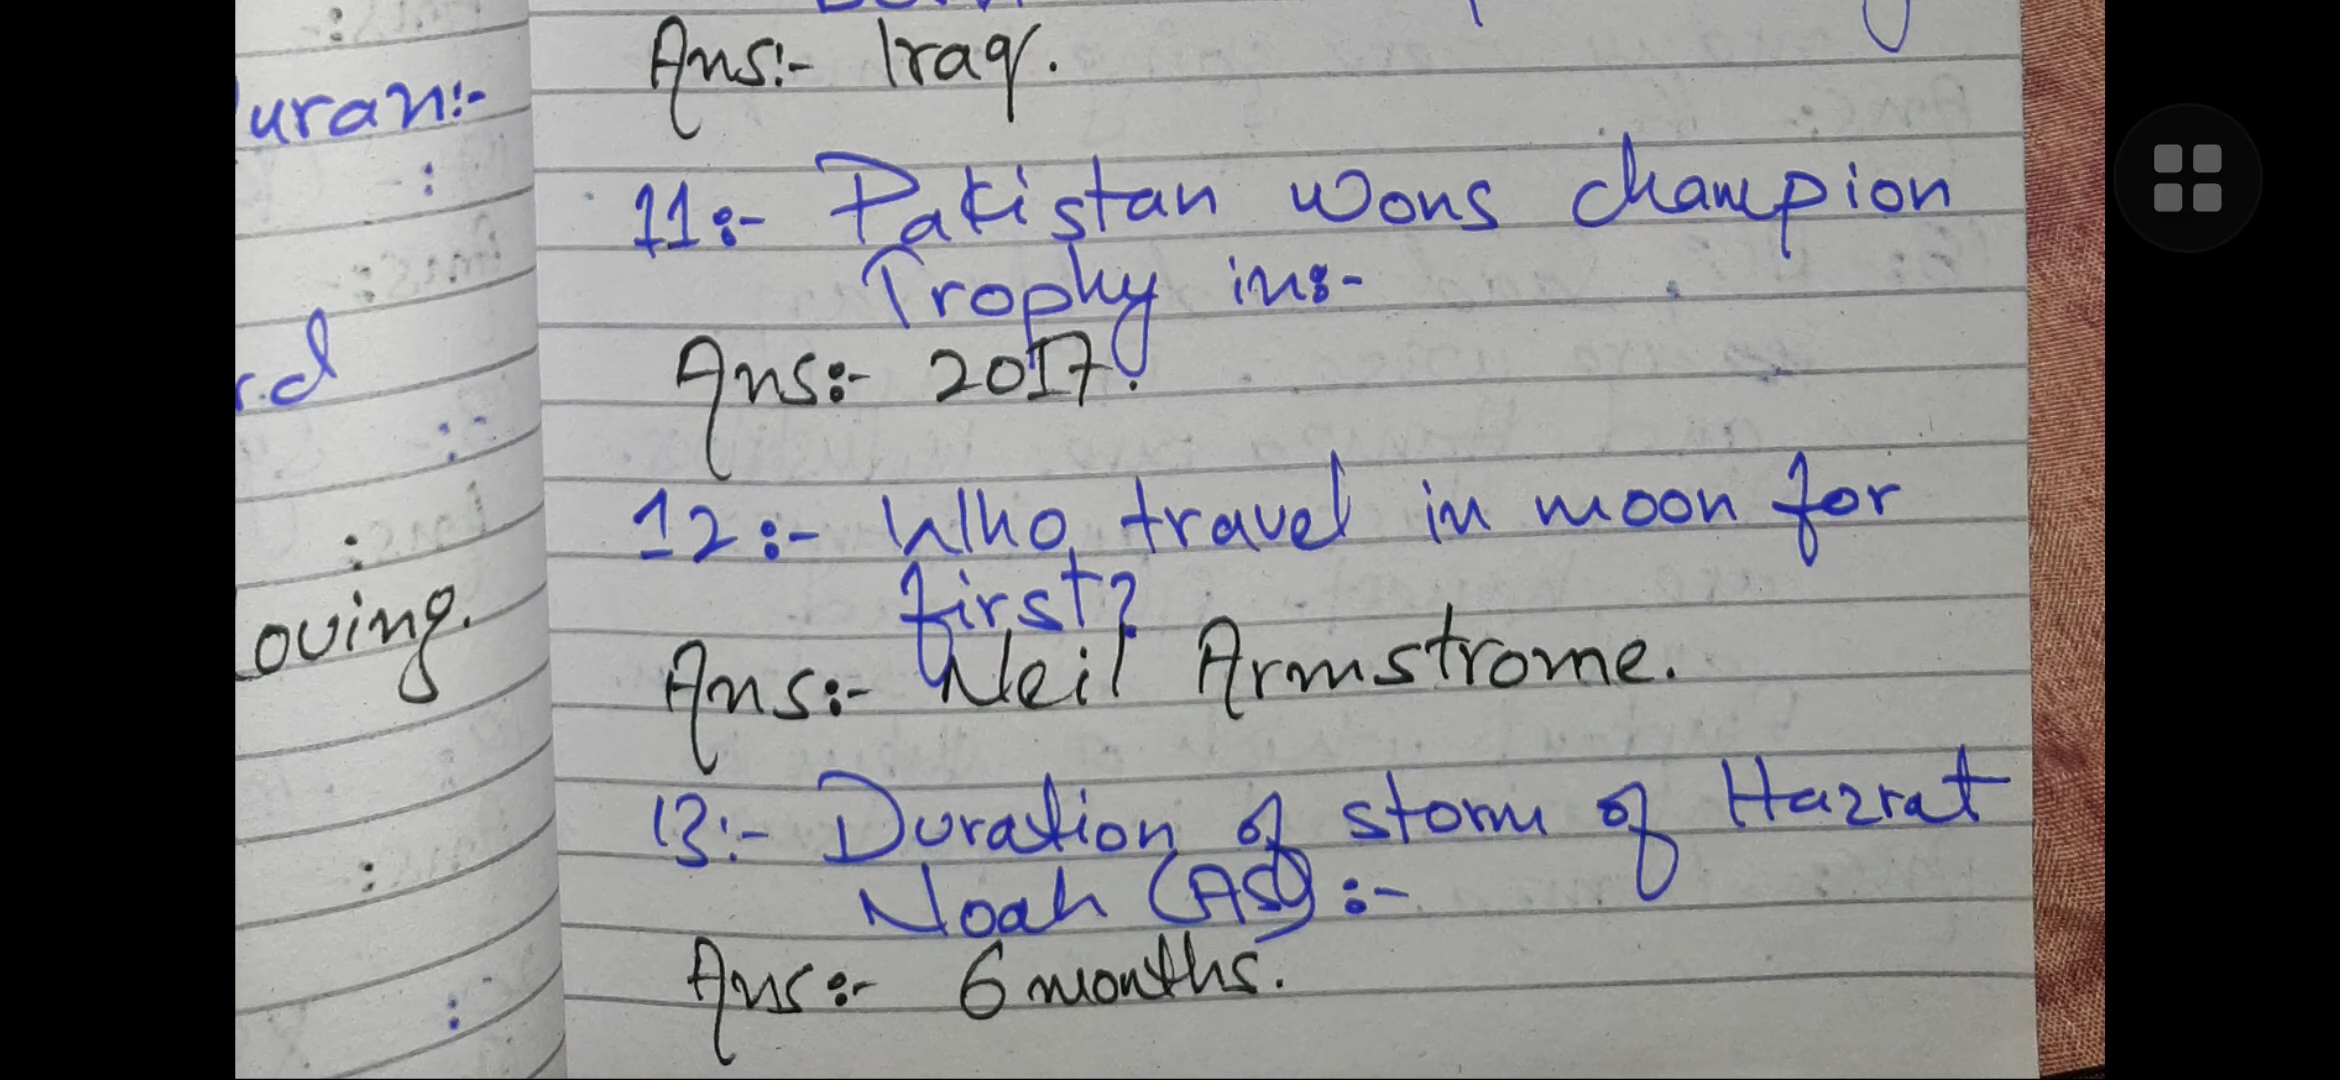 uran:-
rd
oving.
Ans:- Iraq.
11:- Pakistan wons champion
Trophy in:-
Ans:- 2017.
12:- Who travel in moon for
first?
Ans:- Neil Armstrome.
13:- Duration of storm of Hazrat
Noah (AS) :-
Ans:- 6 months.